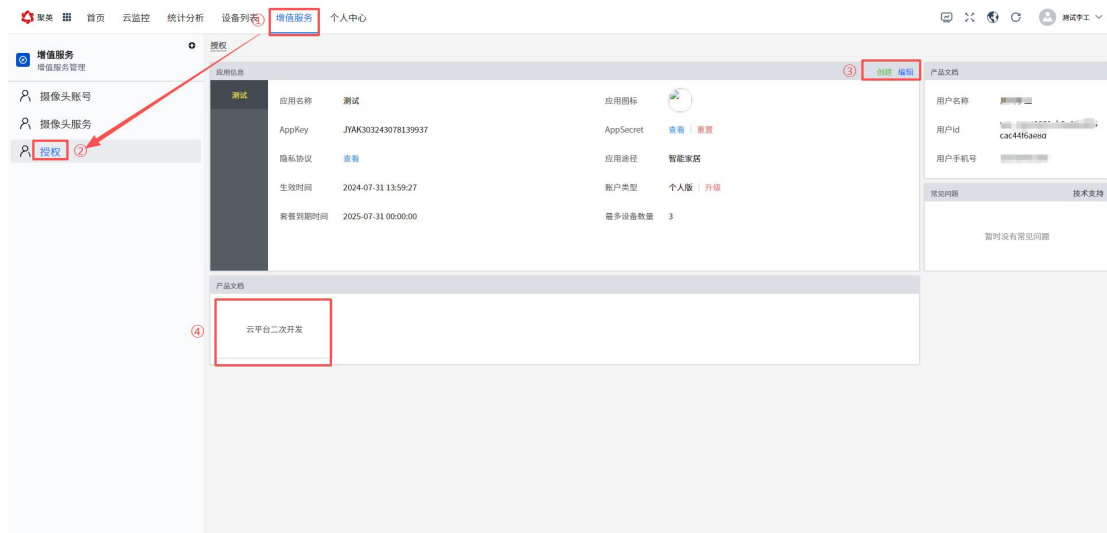 聚英 首页 云监控 统计分析 设备列表 ① 增值服务 个人中心 测试李工
增值服务
增值服务管理
摄像头账号
摄像头服务
授权 ②
授权
应用信息 ③ 创建 编辑
测试
应用名称 测试 应用图标
AppKey JYAK303243078139937 AppSecret 查看 | 重置
隐私协议 查看 应用途径 智能家居
生效时间 2024-07-31 13:59:27 账户类型 个人版 | 升级
套餐到期时间 2025-07-31 00:00:00 最多设备数量 3
产品文档
④ 云平台二次开发
产品文档
用户名称
用户id
cac44f6ae8d
用户手机号
常见问题 技术支持
暂时没有常见问题